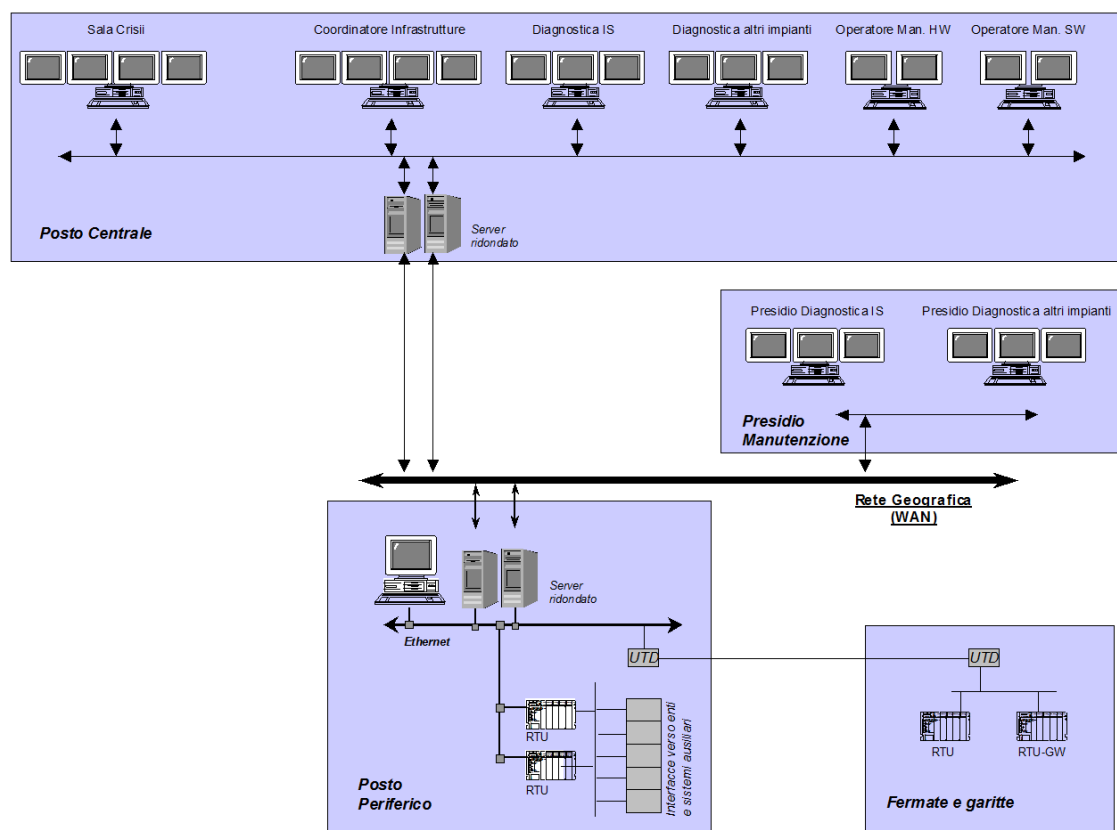 Sala Crisii
Coordinatore Infrastrutture
Diagnostica IS
Diagnostica altri impianti
Operatore Man. HW
Operatore Man. SW
Posto Centrale
Server
ridondato
Presidio Diagnostica IS
Presidio Diagnostica altri impianti
Presidio
Manutenzione
Rete Geografica
(WAN)
Server
ridondato
Ethernet
UTD
UTD
RTU
RTU
Interfacce verso enti
e sistemi ausiliari
Posto
Periferico
RTU
RTU-GW
Fermate e garitte